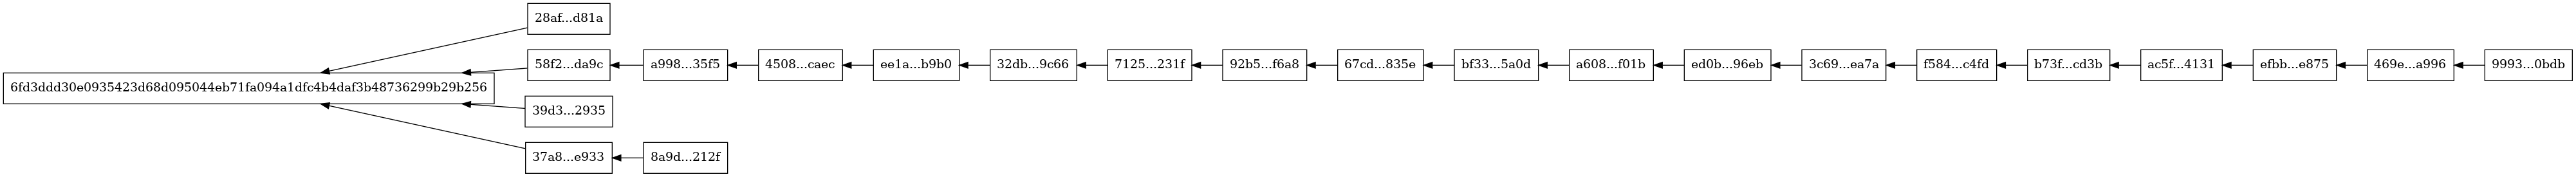 28af...d81a
58f2...da9c a998...35f5 4508...caec ee1a...b9b0 32db...9c66 7125...231f 92b5...f6a8 67cd...835e bf33...5a0d a608...f01b ed0b...96eb 3c69...ea7a f584...c4fd b73f...cd3b ac5f...4131 efbb...e875 469e...a996 9993...0bdb
6fd3ddd30e0935423d68d095044eb71fa094a1dfc4b4daf3b48736299b29b256
39d3...2935
37a8...e933 8a9d...212f